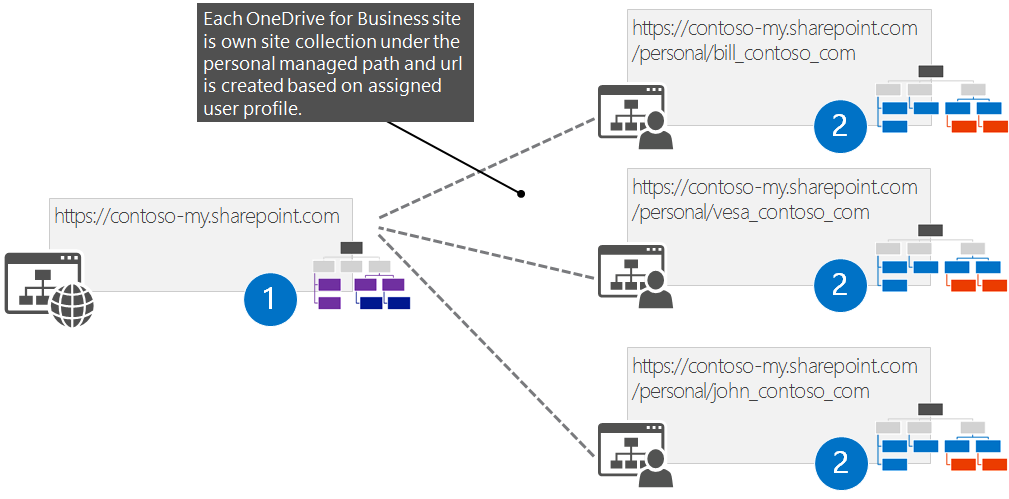 Each OneDrive for Business site
is own site collection under the
personal managed path and url
is created based on assigned
user profile.
https://contoso-my.sharepoint.com
1
https://contoso-my.sharepoint.com
/personal/bill_contoso_com
2
https://contoso-my.sharepoint.com
/personal/vesa_contoso_com
2
https://contoso-my.sharepoint.com
/personal/john_contoso_com
2